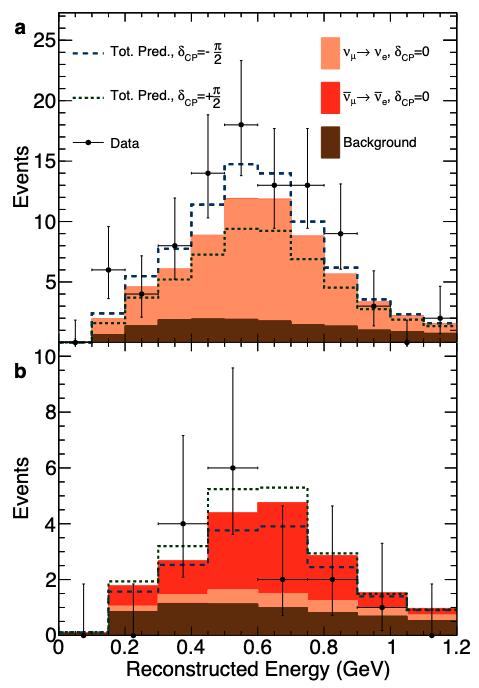 a
25
20
15
10
5
Events
Tot. Pred., δCP=-π/2
Tot. Pred., δCP=+π/2
Data
νμ→ νe, δCP=0
ν̅μ→ ν̅e, δCP=0
Background
b
10
8
6
4
2
0
Events
0 0.2 0.4 0.6 0.8 1 1.2
Reconstructed Energy (GeV)